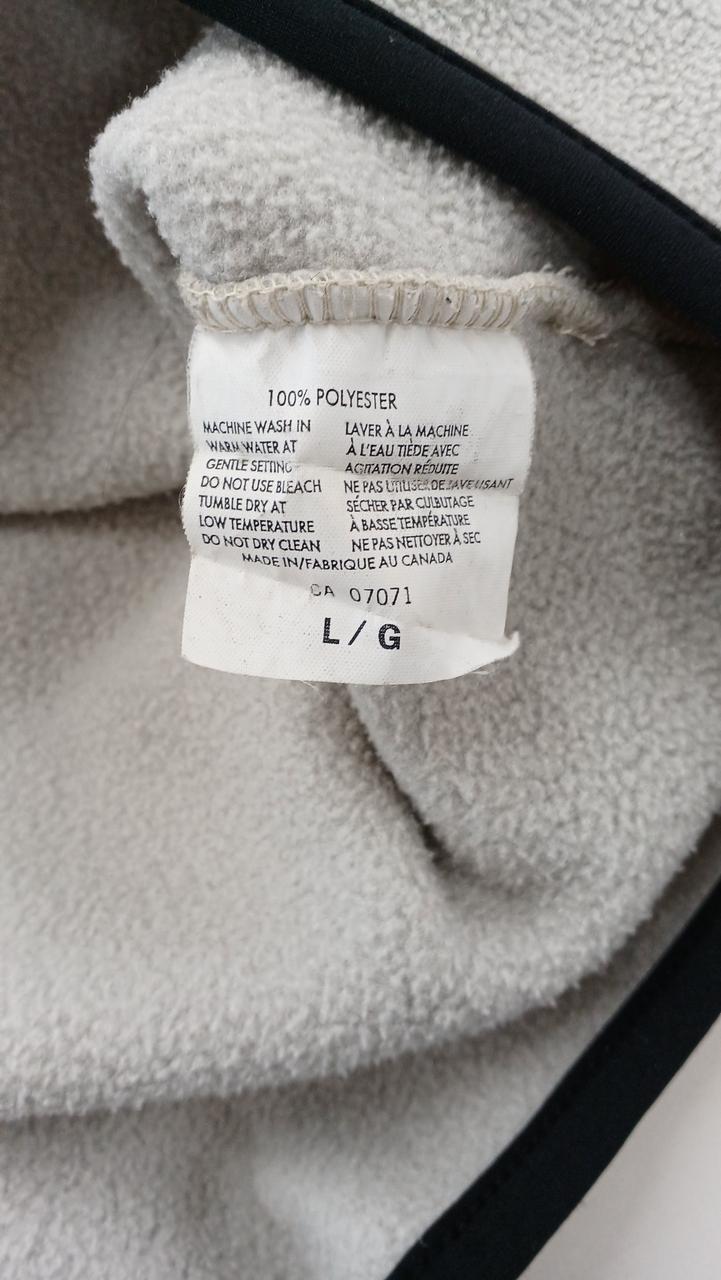 100% POLYESTER
MACHINE WASH IN
WARM WATER AT
GENTLE SETTING
DO NOT USE BLEACH
TUMBLE DRY AT
LOW TEMPERATURE
DO NOT DRY CLEAN
LAVER À LA MACHINE
À L'EAU TIÈDE AVEC
AGITATION RÉDUITE
NE PAS UTILISER DE JAVELLISANT
SÉCHER PAR CULBUTAGE
À BASSE TEMPÉRATURE
NE PAS NETTOYER À SEC
MADE IN/FABRIQUE AU CANADA
CA 07071
L/G